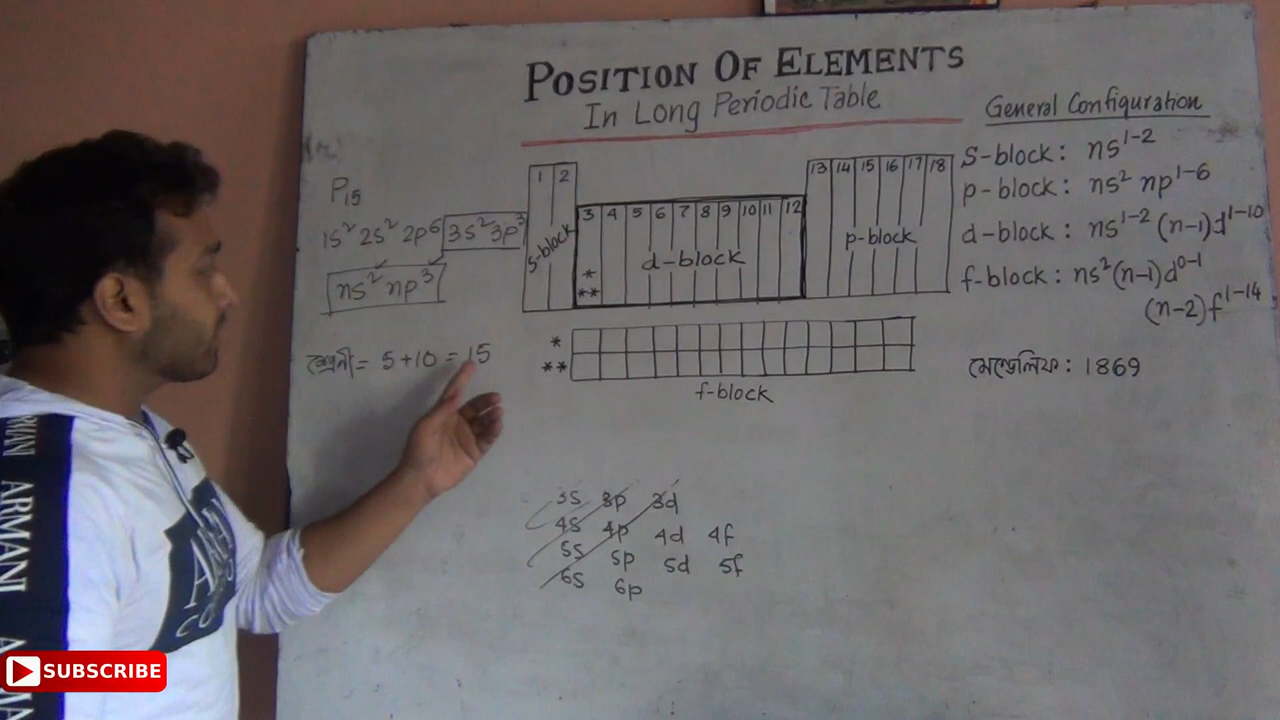 POSITION OF ELEMENTS
In Long Periodic Table
P₁₅
1s² 2s² 2p⁶ 3s² 3p³
ns² np³
শ্রেণী = 5 + 10 = 15
1 2
s-block
3 4 5 6 7 8 9 10 11 12
d-block
*
**
13 14 15 16 17 18
p-block
*
**
f-block
General Configuration
S-block : ns¹⁻²
p-block : ns² np¹⁻⁶
d-block : ns¹⁻² (n-1)d¹⁻¹⁰
f-block : ns² (n-1)d⁰⁻¹
(n-2) f¹⁻¹⁴
মেন্ডেলিফ : 1869
3s 3p 3d
4s 4p 4d 4f
5s 5p 5d 5f
6s 6p
ARMANI
ARMANI
SUBSCRIBE